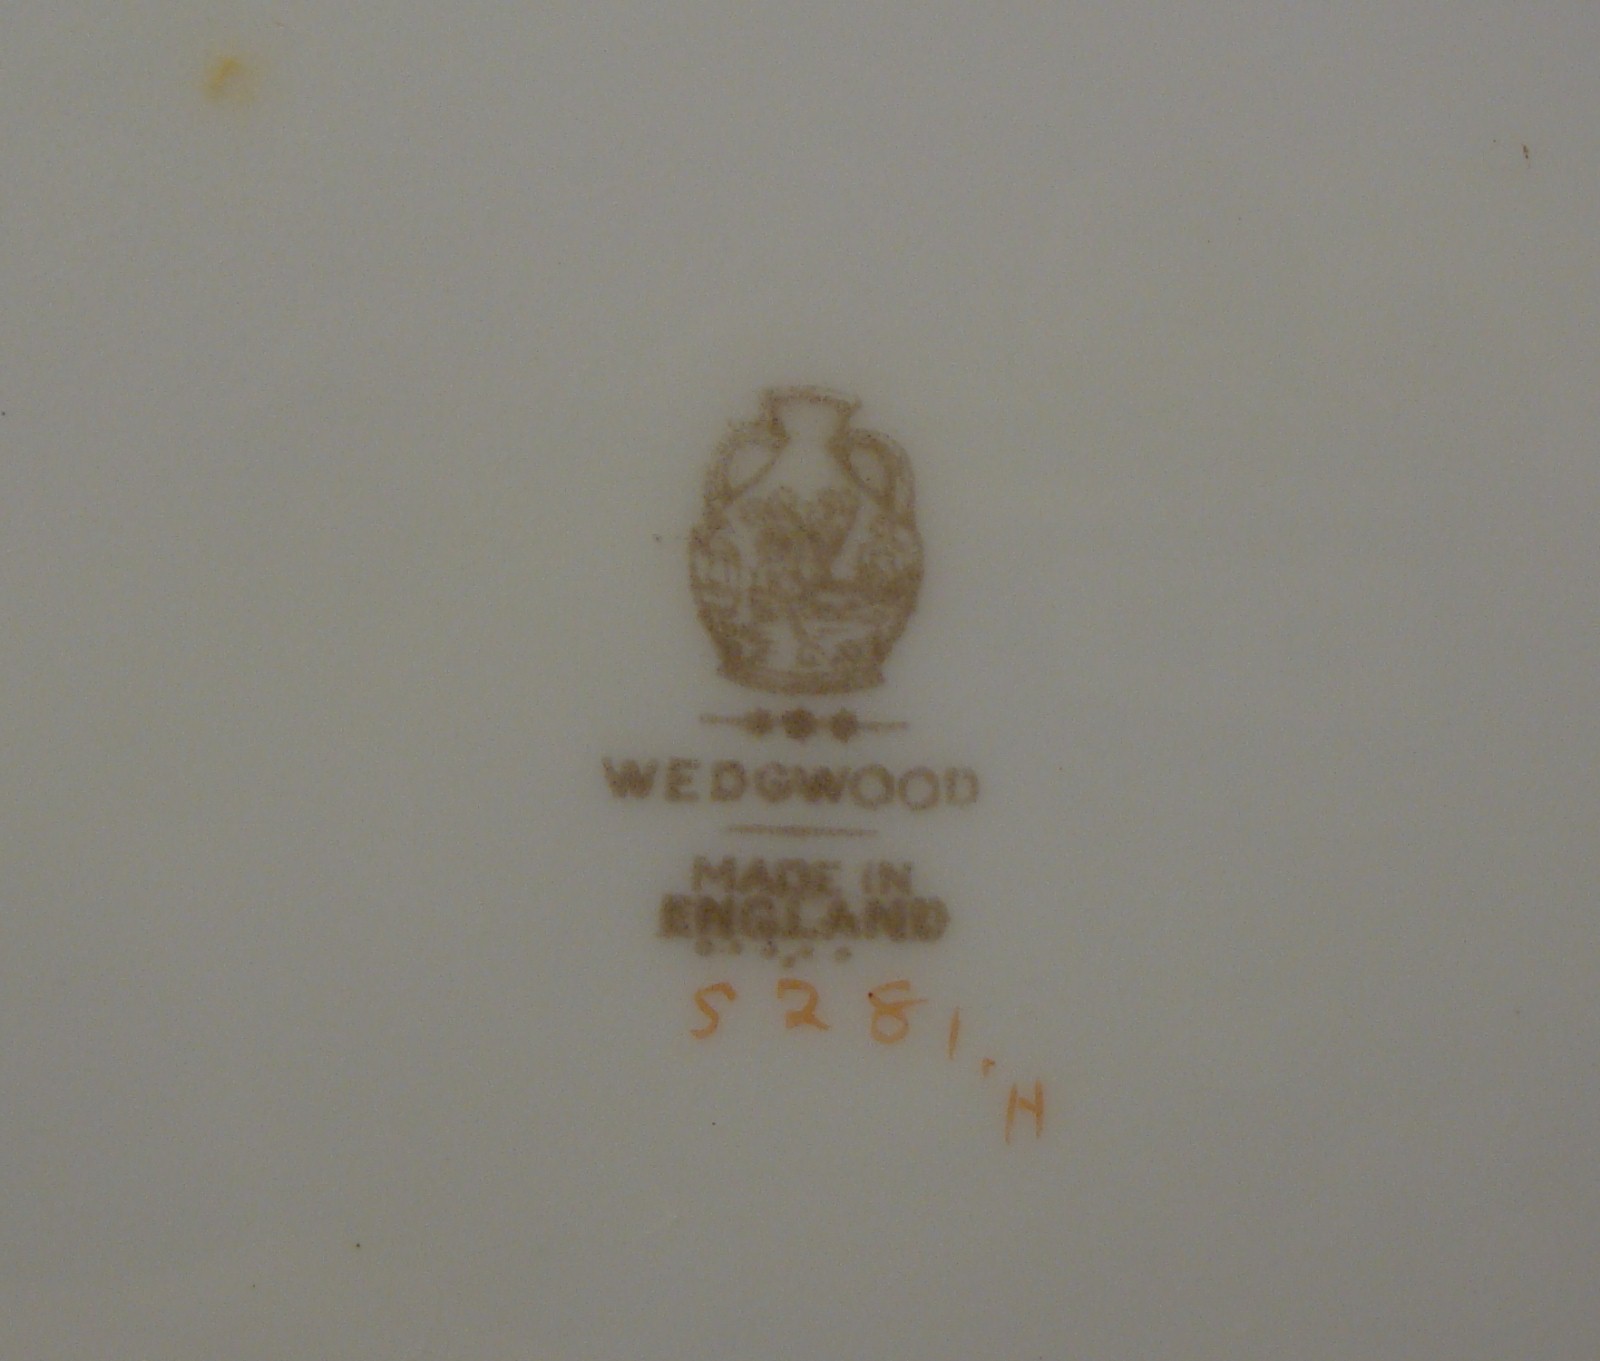 WEDGWOOD
MADE IN
ENGLAND
S281.
H